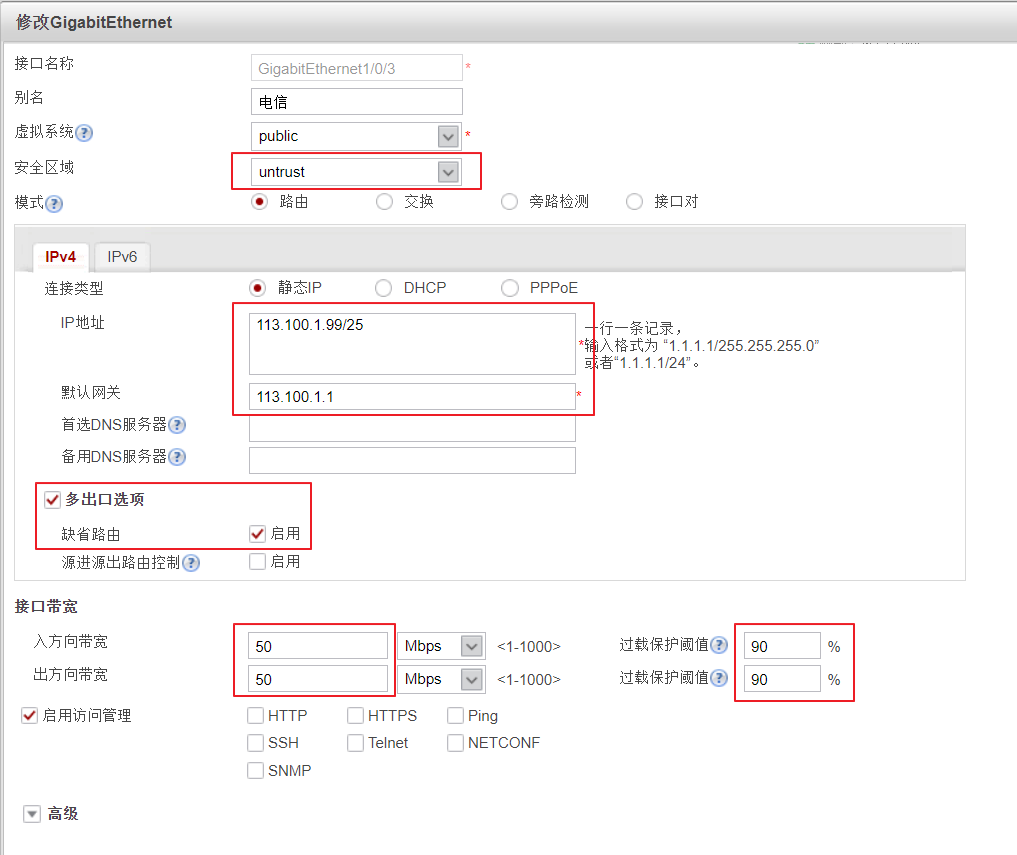 修改GigabitEthernet
接口名称 GigabitEthernet1/0/3 *
别名 电信
虚拟系统 ? public *
安全区域 untrust
模式 ? 路由 交换 旁路检测 接口对
IPv4 IPv6
连接类型 静态IP DHCP PPPoE
IP地址 113.100.1.99/25
一行一条记录，
*输入格式为 “1.1.1.1/255.255.255.0”
或者“1.1.1.1/24”。
默认网关 113.100.1.1 *
首选DNS服务器 ?
备用DNS服务器 ?
多出口选项
缺省路由 启用
源进源出路由控制 ? 启用
接口带宽
入方向带宽 50 Mbps <1-1000> 过载保护阈值 ? 90 %
出方向带宽 50 Mbps <1-1000> 过载保护阈值 ? 90 %
启用访问管理 HTTP HTTPS Ping
SSH Telnet NETCONF
SNMP
高级